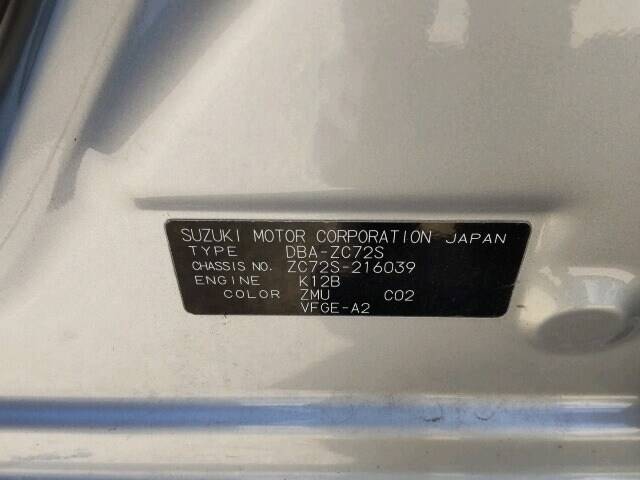 SUZUKI MOTOR CORPORATION JAPAN
TYPE DBA-ZC72S
CHASSIS NO. ZC72S-216039
ENGINE K12B
COLOR ZMU C02
VFGE-A2